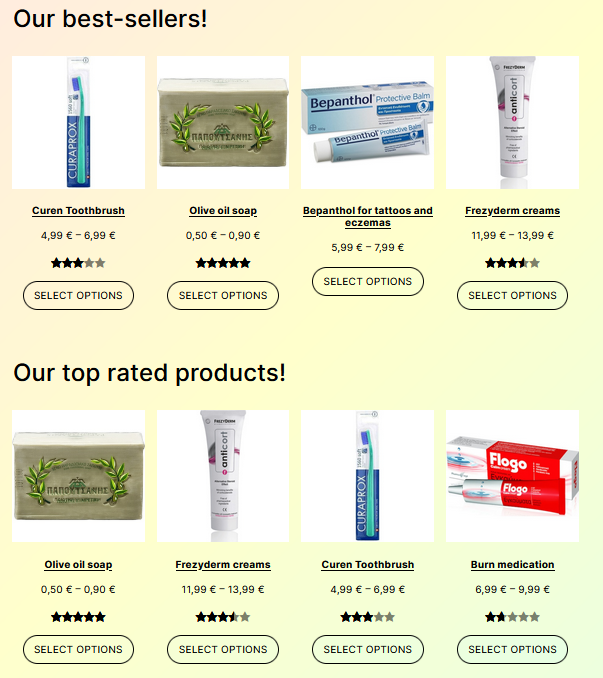 Our best-sellers!
CURAPROX
ΠΑΠΟΥΤΣΑΝΗΣ
Bepanthol Protective Balm
Bepanthol Protective Balm
FREZYDERM
anticort
Curen Toothbrush
Olive oil soap
Bepanthol for tattoos and
eczemas
Frezyderm creams
4,99 € – 6,99 €
0,50 € – 0,90 €
5,99 € – 7,99 €
11,99 € – 13,99 €
SELECT OPTIONS
SELECT OPTIONS
SELECT OPTIONS
SELECT OPTIONS
Our top rated products!
ΠΑΠΟΥΤΣΑΝΗΣ
FREZYDERM
anticort
CURAPROX
Flogo
Flogo
Olive oil soap
Frezyderm creams
Curen Toothbrush
Burn medication
0,50 € – 0,90 €
11,99 € – 13,99 €
4,99 € – 6,99 €
6,99 € – 9,99 €
SELECT OPTIONS
SELECT OPTIONS
SELECT OPTIONS
SELECT OPTIONS